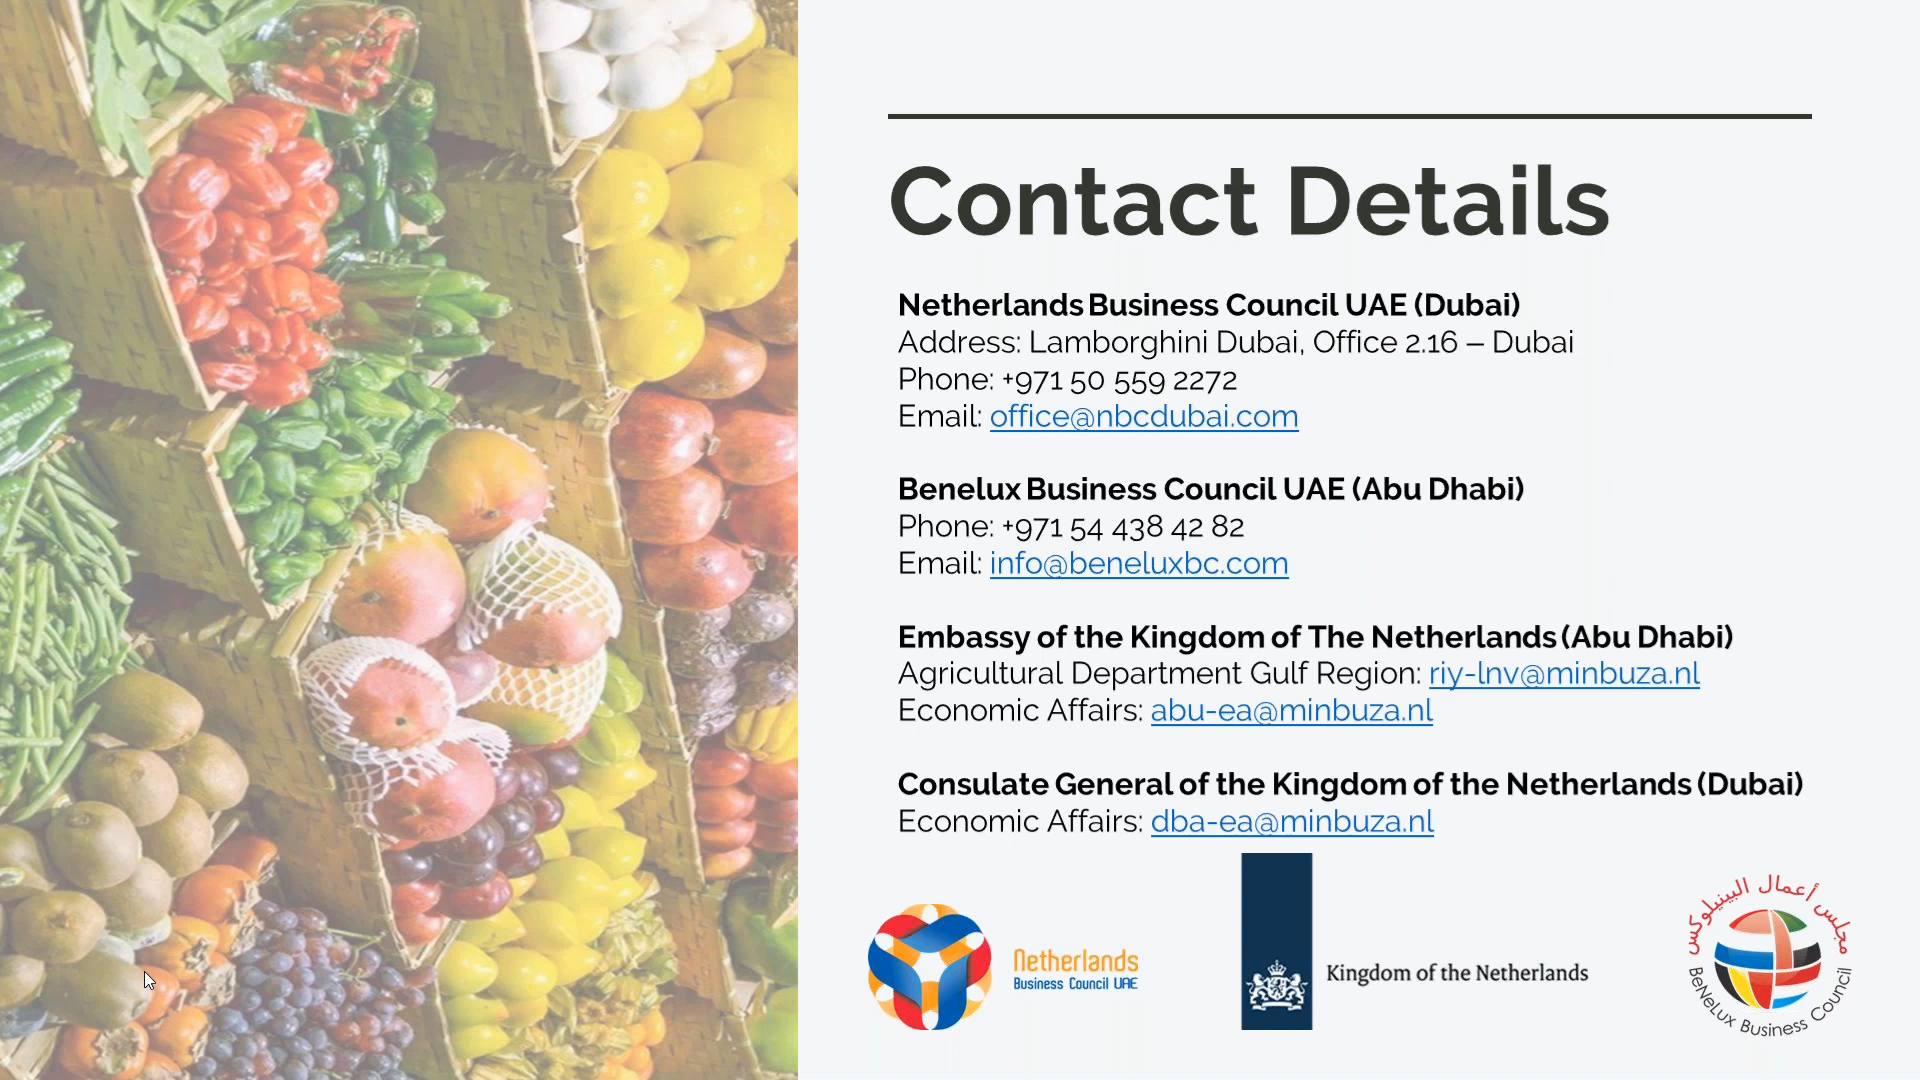 Contact Details
Netherlands Business Council UAE (Dubai)
Address: Lamborghini Dubai, Office 2.16 – Dubai
Phone: +971 50 559 2272
Email: office@nbcdubai.com
Benelux Business Council UAE (Abu Dhabi)
Phone: +971 54 438 42 82
Email: info@beneluxbc.com
Embassy of the Kingdom of The Netherlands (Abu Dhabi)
Agricultural Department Gulf Region: riy-lnv@minbuza.nl
Economic Affairs: abu-ea@minbuza.nl
Consulate General of the Kingdom of the Netherlands (Dubai)
Economic Affairs: dba-ea@minbuza.nl
Netherlands
Business Council UAE
Kingdom of the Netherlands
مجلس أعمال البينيلوكس
BeNeLux Business Council